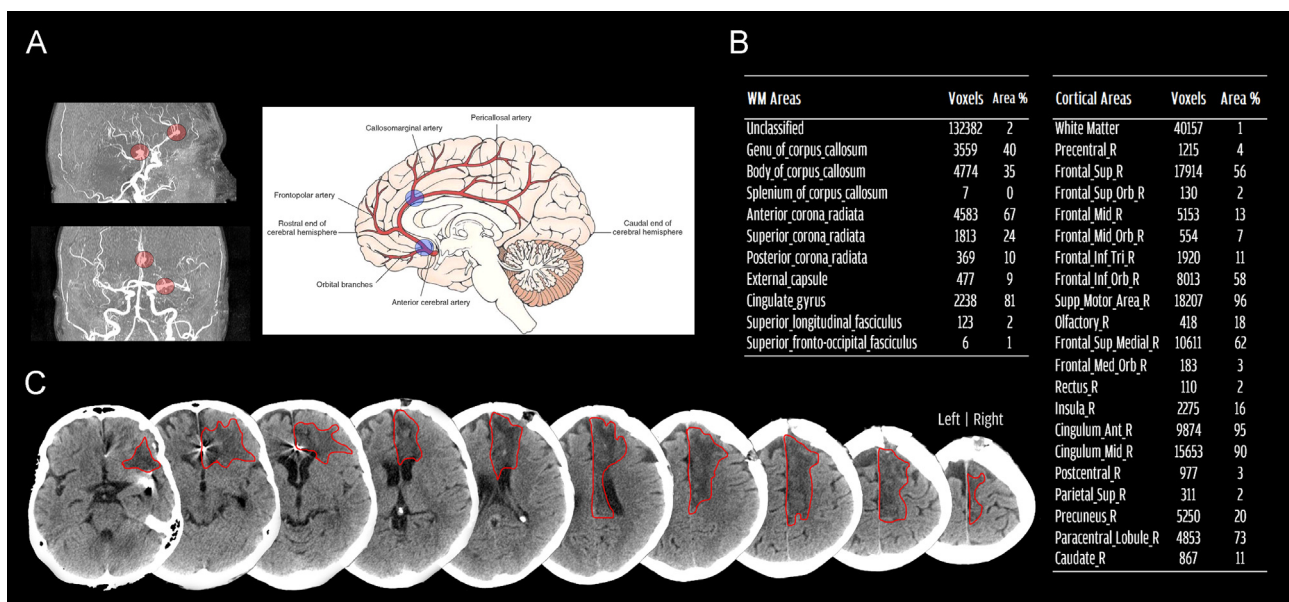 A
Pericallosal artery
Callosomarginal artery
Frontopolar artery
Rostral end of
cerebral hemisphere
Caudal end of
cerebral hemisphere
Orbital branches
Anterior cerebral artery
B
WM Areas Voxels Area %
Unclassified 132382 2
Genu_of_corpus_callosum 3559 40
Body_of_corpus_callosum 4774 35
Splenium_of_corpus_callosum 7 0
Anterior_corona_radiata 4583 67
Superior_corona_radiata 1813 24
Posterior_corona_radiata 369 10
External_capsule 477 9
Cingulate_gyrus 2238 81
Superior_longitudinal_fasciculus 123 2
Superior_fronto-occipital_fasciculus 6 1
Cortical Areas Voxels Area %
White Matter 40157 1
Precentral_R 1215 4
Frontal_Sup_R 17914 56
Frontal_Sup_Orb_R 130 2
Frontal_Mid_R 5153 13
Frontal_Mid_Orb_R 554 7
Frontal_Inf_Tri_R 1920 11
Frontal_Inf_Orb_R 8013 58
Supp_Motor_Area_R 18207 96
Olfactory_R 418 18
Frontal_Sup_Medial_R 10611 62
Frontal_Med_Orb_R 183 3
Rectus_R 110 2
Insula_R 2275 16
Cingulum_Ant_R 9874 95
Cingulum_Mid_R 15653 90
Postcentral_R 977 3
Parietal_Sup_R 311 2
Precuneus_R 5250 20
Paracentral_Lobule_R 4853 73
Caudate_R 867 11
C
Left | Right